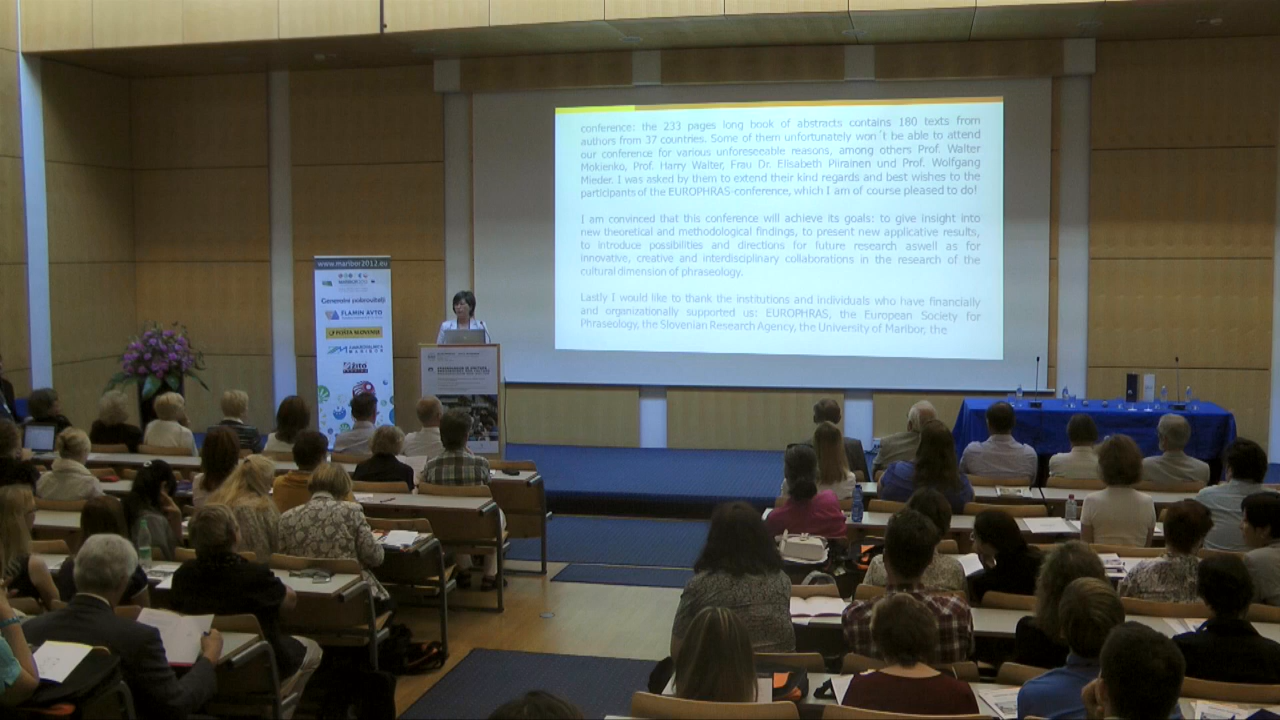 conference: the 233 pages long book of abstracts contains 180 texts from
authors from 37 countries. Some of them unfortunately won´t be able to attend
our conference for various unforeseeable reasons, among others Prof. Walter
Mokienko, Prof. Harry Walter, Frau Dr. Elisabeth Piirainen und Prof. Wolfgang
Mieder. I was asked by them to extend their kind regards and best wishes to the
participants of the EUROPHRAS-conference, which I am of course pleased to do!
I am convinced that this conference will achieve its goals: to give insight into
new theoretical and methodological findings, to present new applicative results,
to introduce possibilities and directions for future research aswell as for
innovative, creative and interdisciplinary collaborations in the research of the
cultural dimension of phraseology.
Lastly I would like to thank the institutions and individuals who have financially
and organizationally supported us: EUROPHRAS, the European Society for
Phraseology, the Slovenian Research Agency, the University of Maribor, the
www.maribor2012.eu
Generalni pokrovitelji
PLAMIN AVTO
POŠTA SLOVENIJE
žito